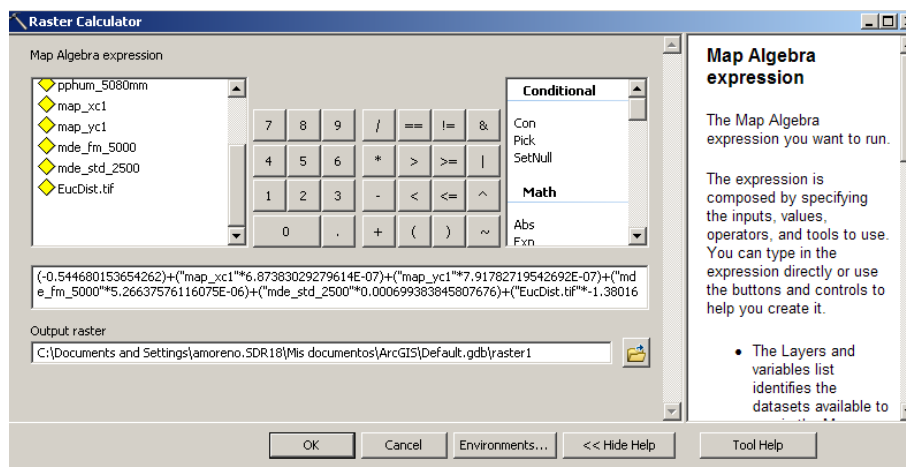 Raster Calculator
Map Algebra expression
pphum_5080mm
map_xc1
map_yc1
mde_fm_5000
mde_std_2500
EucDist.tif
7 8 9 / == != &
4 5 6 * > >= |
1 2 3 - < <= ^
0 . + ( ) ~
Conditional
Con
Pick
SetNull
Math
Abs
Exp
(-0.544680153654262)+("map_xc1"*6.87383029279614E-07)+("map_yc1"*7.91782719542692E-07)+("md
e_fm_5000"*5.26637576116075E-06)+("mde_std_2500"*0.000699383845807676)+("EucDist.tif"*-1.38016
Output raster
C:\Documents and Settings\amoreno.SDR18\Mis documentos\ArcGIS\Default.gdb\raster1
OK Cancel Environments... << Hide Help Tool Help
Map Algebra
expression
The Map Algebra
expression you want to run.
The expression is
composed by specifying
the inputs, values,
operators, and tools to use.
You can type in the
expression directly or use
the buttons and controls to
help you create it.
• The Layers and
variables list
identifies the
datasets available to